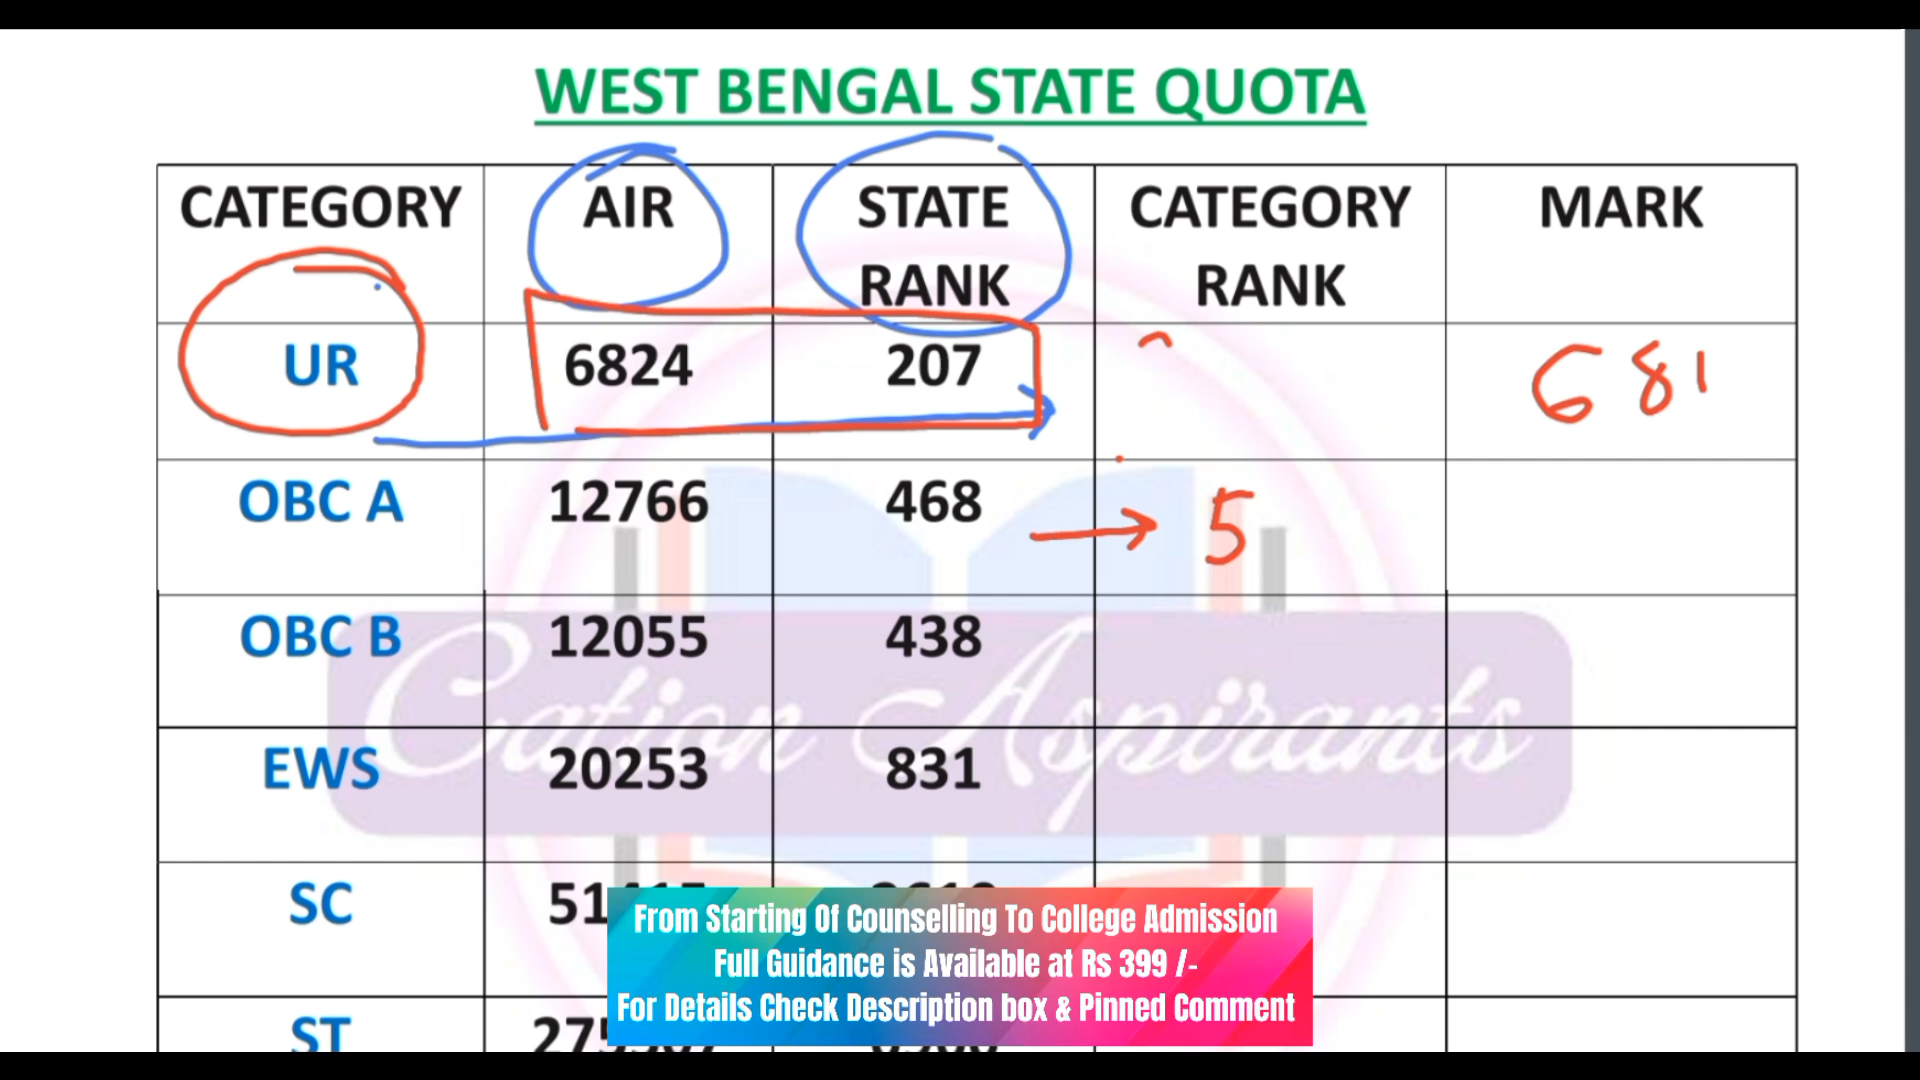 WEST BENGAL STATE QUOTA
CATEGORY AIR STATE RANK CATEGORY RANK MARK
UR 6824 207 681
OBC A 12766 468 5
OBC B 12055 438
EWS 20253 831
SC
ST
Cation Aspirants
From Starting Of Counselling To College Admission
Full Guidance is Available at Rs 399 /-
For Details Check Description box & Pinned Comment